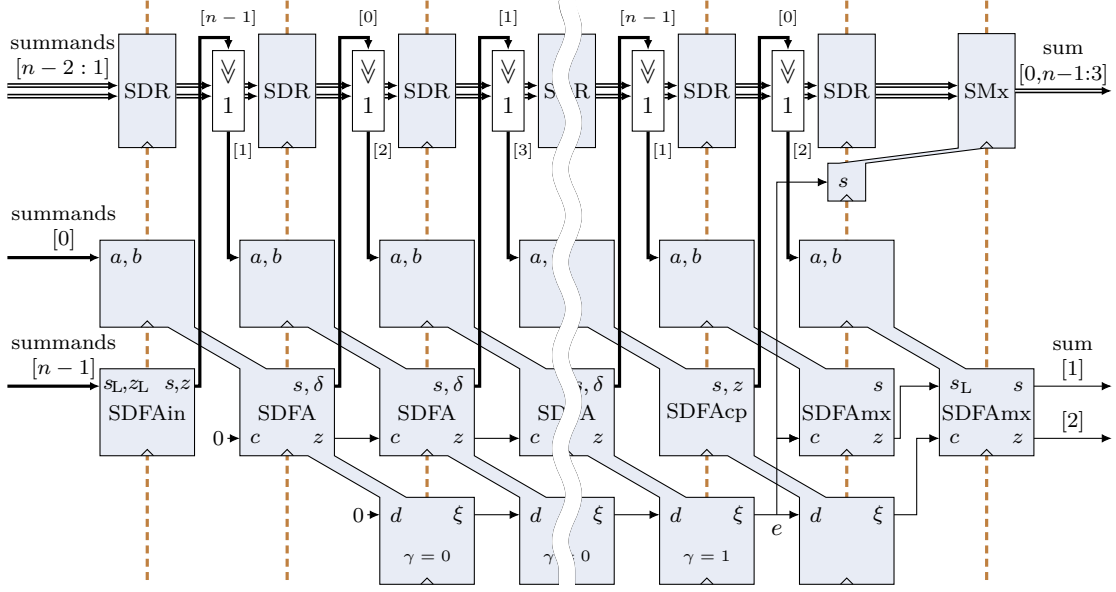 [n − 1] [0] [1] [n − 1] [0]
summands
[n − 2 : 1]
sum
[0,n−1:3]
SDR ≫ 1 SDR ≫ 1 SDR ≫ 1 S R ≫ 1 SDR ≫ 1 SDR SMx
[1] [2] [3] [1] [2]
s
summands
[0]
a, b a, b a, b a, a, b a, b
summands
[n − 1]
sum
[1]
sL,zL s,z s, δ s, δ s, δ s, z s sL s
SDFAin SDFA SDFA SDFA SDFAcp SDFAmx SDFAmx
[2]
0 c z c z c z c z c z
0 d ξ d ξ d ξ d ξ
e
γ = 0 γ 0 γ = 1